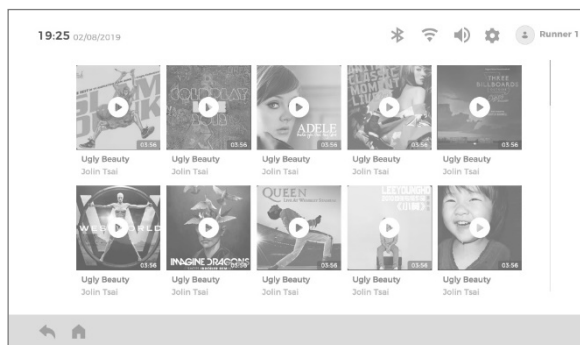 19:25 02/08/2019
Runner 1
SLAM
DUNK
COLDPLAY
ADELE
CLASSIC
MOMEN
THREE
BILLBOARDS
03:56 03:56 03:56 03:56 03:56
Ugly Beauty Ugly Beauty Ugly Beauty Ugly Beauty Ugly Beauty
Jolin Tsai Jolin Tsai Jolin Tsai Jolin Tsai Jolin Tsai
WESTWORLD
IMAGINE DRAGONS
QUEEN
03:56 03:56 03:56 03:56 03:56
Ugly Beauty Ugly Beauty Ugly Beauty Ugly Beauty Ugly Beauty
Jolin Tsai Jolin Tsai Jolin Tsai Jolin Tsai Jolin Tsai